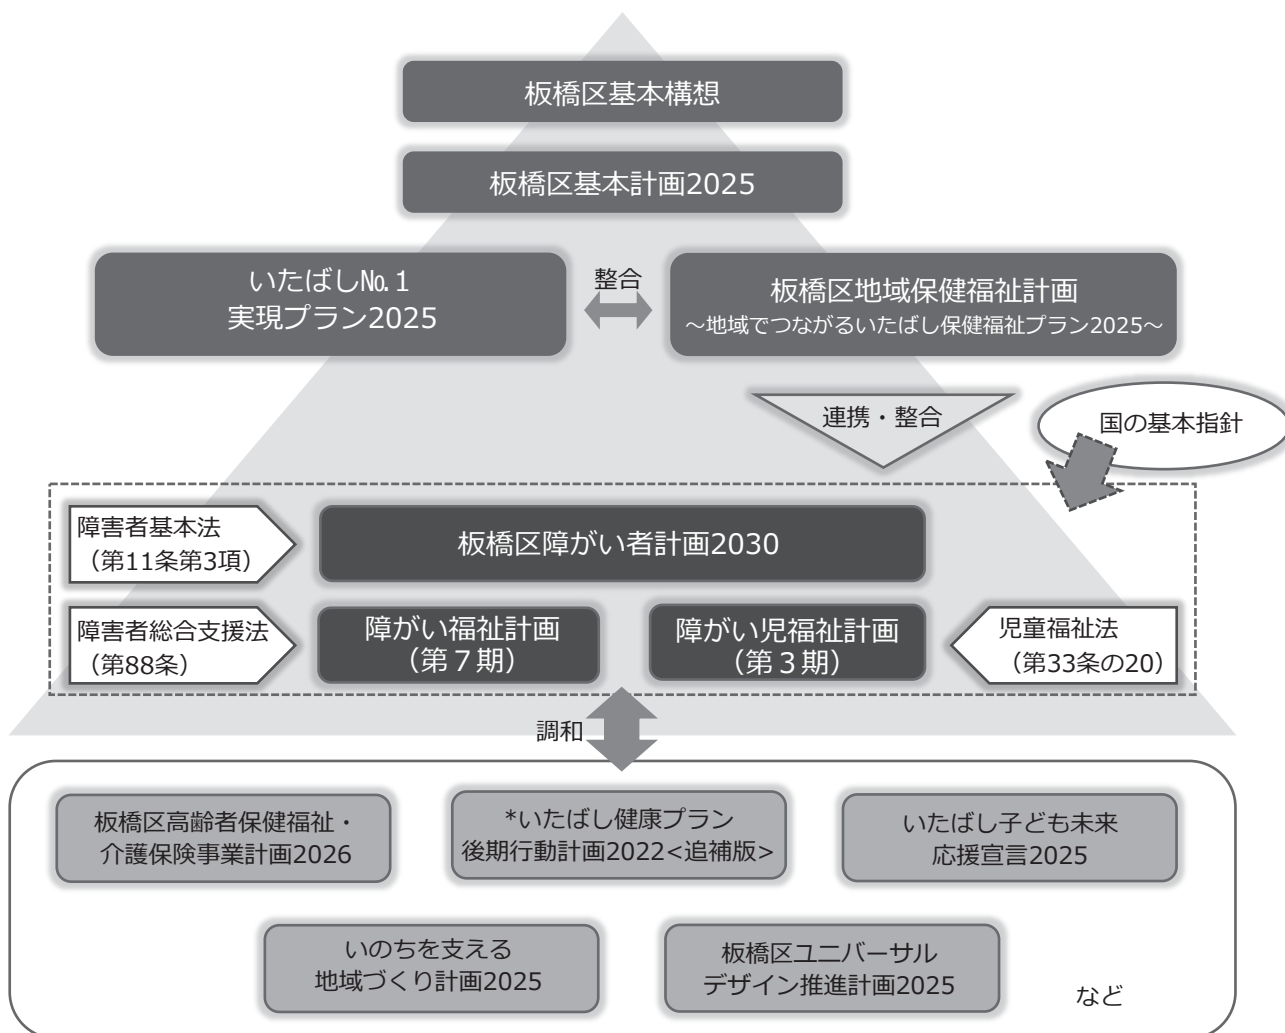 板橋区基本構想
板橋区基本計画2025
いたばし№1
実現プラン2025
整合
板橋区地域保健福祉計画
～地域でつながるいたばし保健福祉プラン2025～
連携・整合
国の基本指針
障害者基本法
（第11条第3項）
板橋区障がい者計画2030
障害者総合支援法
（第88条）
障がい福祉計画
（第７期）
障がい児福祉計画
（第３期）
児童福祉法
（第33条の20）
調和
板橋区高齢者保健福祉・
介護保険事業計画2026
*いたばし健康プラン
後期行動計画2022<追補版>
いたばし子ども未来
応援宣言2025
いのちを支える
地域づくり計画2025
板橋区ユニバーサル
デザイン推進計画2025
など